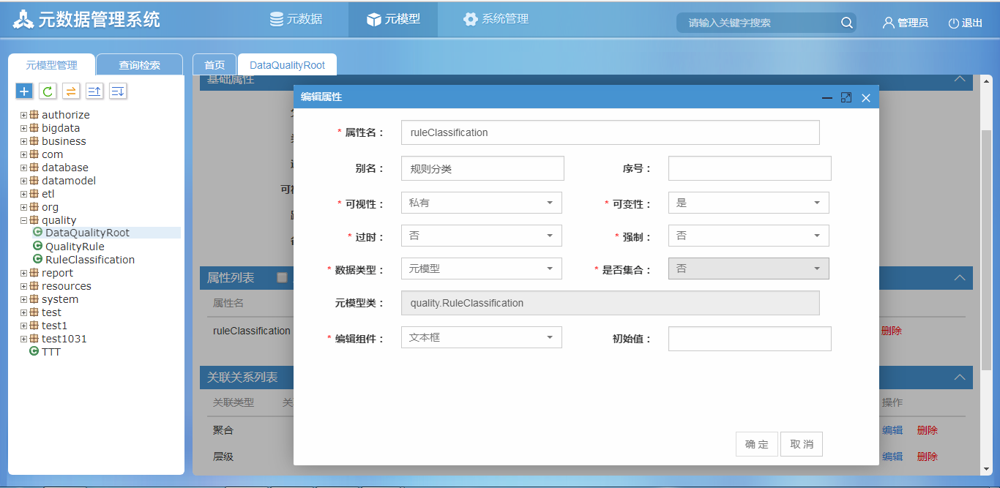 元数据管理系统
元数据
元模型
系统管理
请输入关键字搜索
管理员
退出
元模型管理
查询检索
首页
DataQualityRoot
authorize
bigdata
business
com
database
datamodel
etl
org
quality
DataQualityRoot
QualityRule
RuleClassification
report
resources
system
test
test1
test1031
TTT
基础属性
编辑属性
* 属性名： ruleClassification
别名： 规则分类 序号：
* 可视性： 私有 * 可变性： 是
* 过时： 否 * 强制： 否
* 数据类型： 元模型 * 是否集合： 否
元模型类： quality.RuleClassification
* 编辑组件： 文本框 初始值：
确 定 取 消
属性列表
属性名
ruleClassification 删除
关联关系列表
关联类型 操作
聚合 编辑 删除
层级 编辑 删除